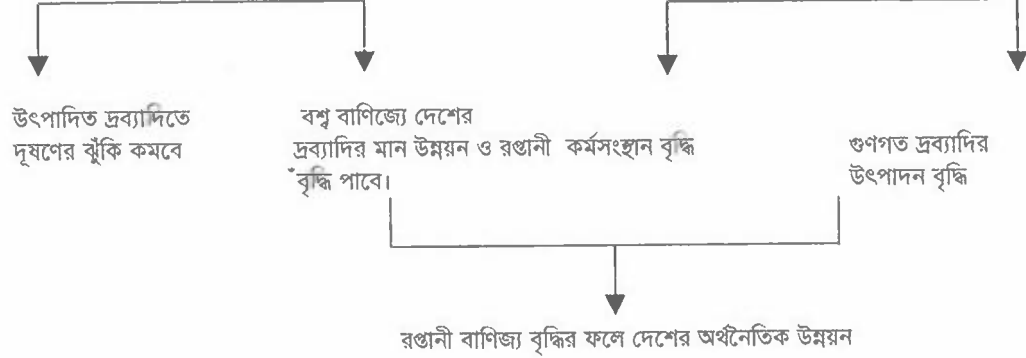 উৎপাদিত দ্রব্যাদিতে
দূষণের ঝুঁকি কমবে
বশ্ব বাণিজ্যে দেশের
দ্রব্যাদির মান উন্নয়ন ও রপ্তানী
বৃদ্ধি পাবে।
কর্মসংস্থান বৃদ্ধি
গুণগত দ্রব্যাদির
উৎপাদন বৃদ্ধি
রপ্তানী বাণিজ্য বৃদ্ধির ফলে দেশের অর্থনৈতিক উন্নয়ন